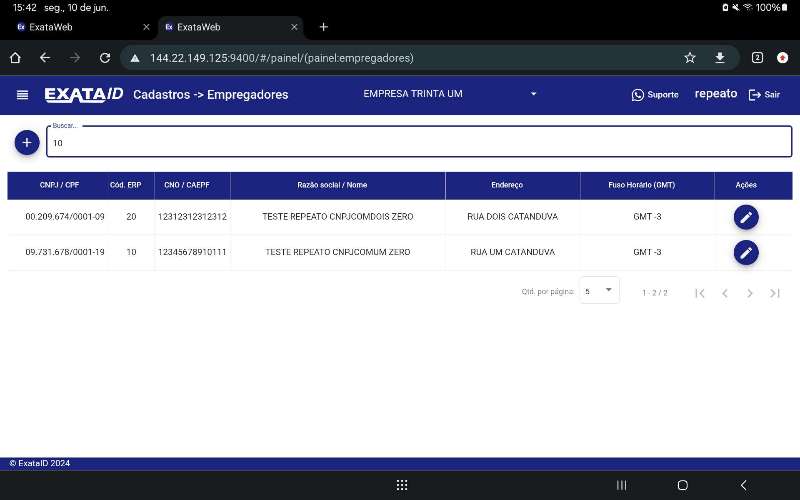 15:42 seg., 10 de jun.
100%
Ex ExataWeb
Ex ExataWeb
144.22.149.125:9400/#/painel/(painel:empregadores)
2
EXATAID
Cadastros -> Empregadores
EMPRESA TRINTA UM
Suporte
repeato
Sair
Buscar...
10
CNPJ / CPF Cód. ERP CNO / CAEPF Razão social / Nome Endereço Fuso Horário (GMT) Ações
00.209.674/0001-09 20 12312312312312 TESTE REPEATO CNPJCOMDOIS ZERO RUA DOIS CATANDUVA GMT -3
09.731.678/0001-19 10 12345678910111 TESTE REPEATO CNPJCOMUM ZERO RUA UM CATANDUVA GMT -3
Qtd. por página: 5 1 - 2 / 2
© ExataID 2024